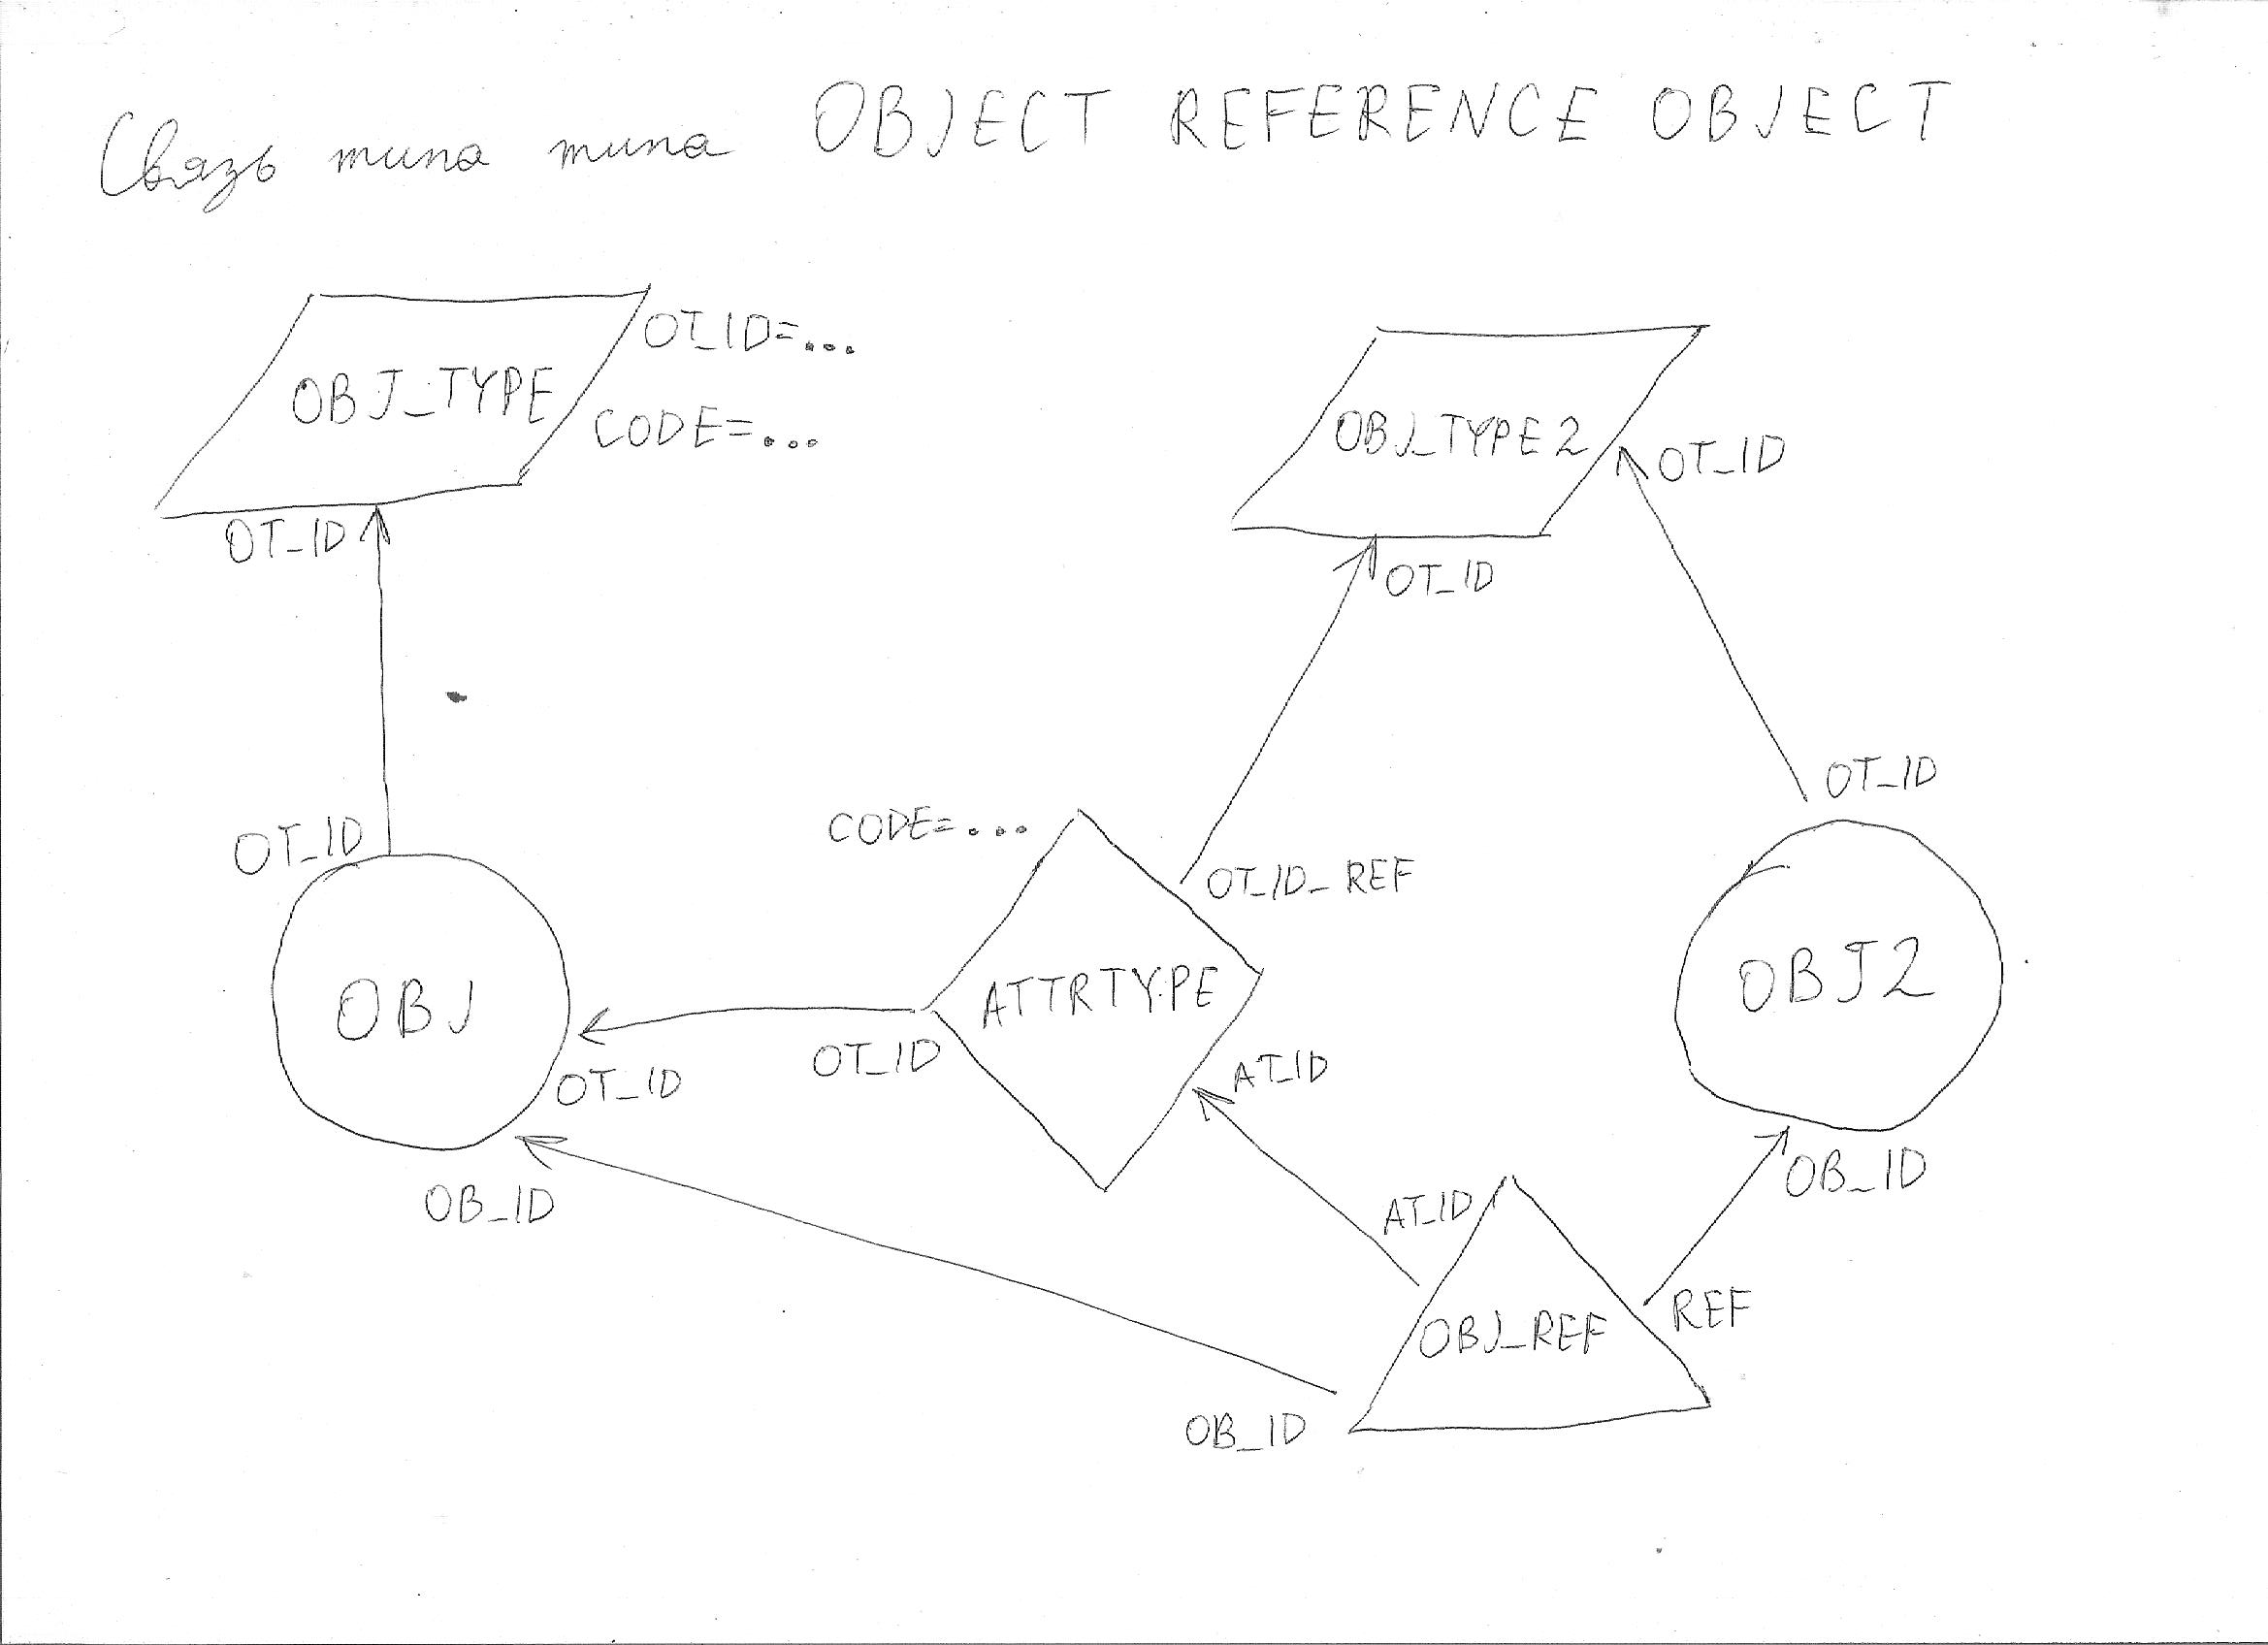 Связь типа типа OBJECT REFERENCE OBJECT
OT_ID=...
OBJ_TYPE
CODE=...
OT_ID
OBJ_TYPE2
OT_ID
OT_ID
OT_ID
OT_ID
CODE=...
OT_ID_REF
OBJ
ATTRTYPE
OBJ2
OT_ID
OT_ID
AT_ID
OB_ID
AT_ID
OB_ID
OBJ_REF
REF
OB_ID